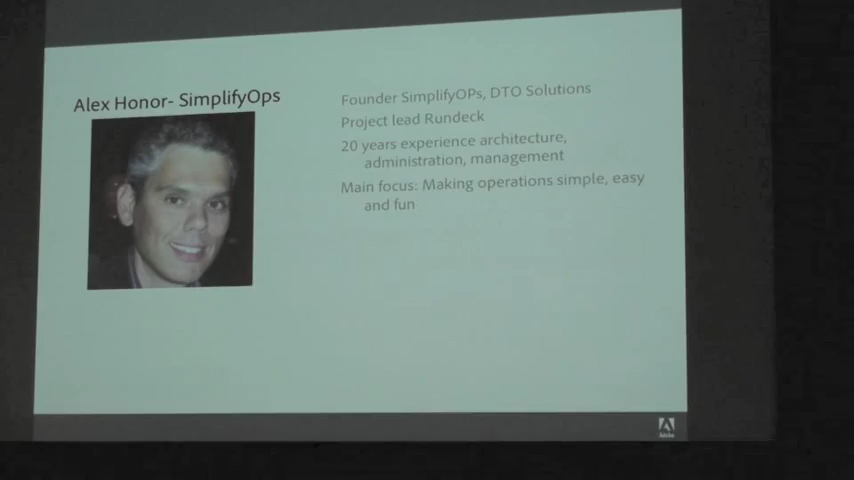 Alex Honor- SimplifyOps
Founder SimplifyOPs, DTO Solutions
Project lead Rundeck
20 years experience architecture,
administration, management
Main focus: Making operations simple, easy
and fun
Adobe